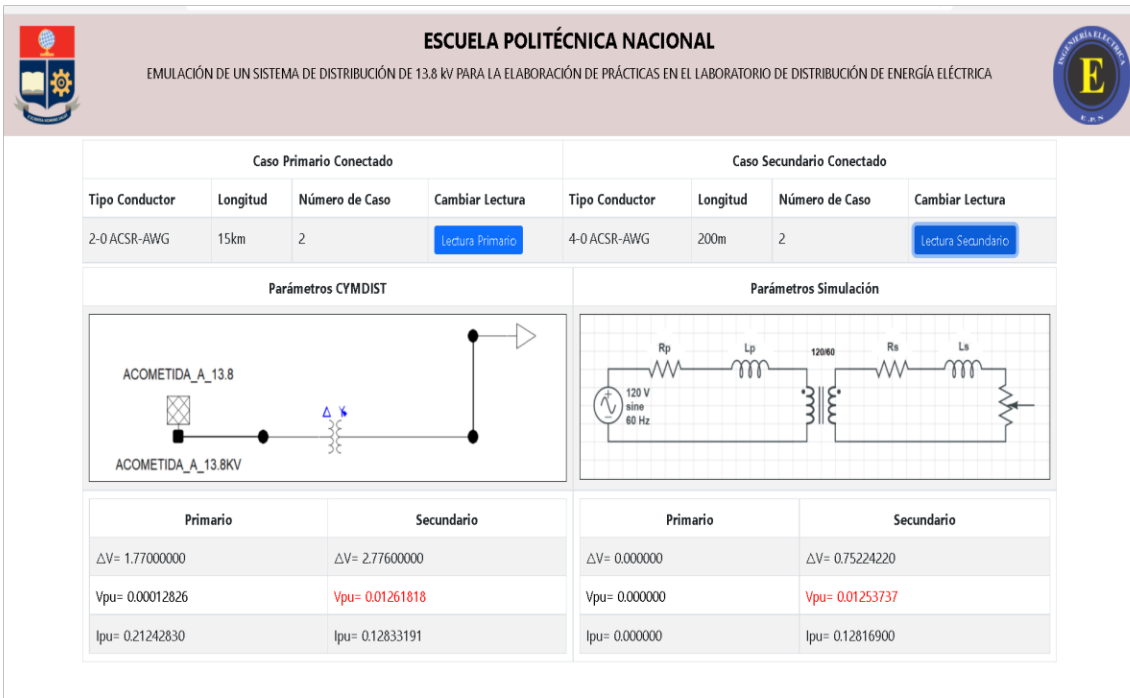 ESCUELA POLITÉCNICA NACIONAL
EMULACIÓN DE UN SISTEMA DE DISTRIBUCIÓN DE 13.8 kV PARA LA ELABORACIÓN DE PRÁCTICAS EN EL LABORATORIO DE DISTRIBUCIÓN DE ENERGÍA ELÉCTRICA
INGENIERÍA ELECTRICA
E
E.P.N
Caso Primario Conectado
Caso Secundario Conectado
Tipo Conductor Longitud Número de Caso Cambiar Lectura Tipo Conductor Longitud Número de Caso Cambiar Lectura
2-0 ACSR-AWG 15km 2 Lectura Primario 4-0 ACSR-AWG 200m 2 Lectura Secundario
Parámetros CYMDIST
Parámetros Simulación
ACOMETIDA_A_13.8
ACOMETIDA_A_13.8KV
Rp Lp 120/60 Rs Ls
120 V
sine
60 Hz
Primario Secundario Primario Secundario
△V= 1.77000000 △V= 2.77600000 △V= 0.000000 △V= 0.75224220
Vpu= 0.00012826 Vpu= 0.01261818 Vpu= 0.000000 Vpu= 0.01253737
Ipu= 0.21242830 Ipu= 0.12833191 Ipu= 0.000000 Ipu= 0.12816900